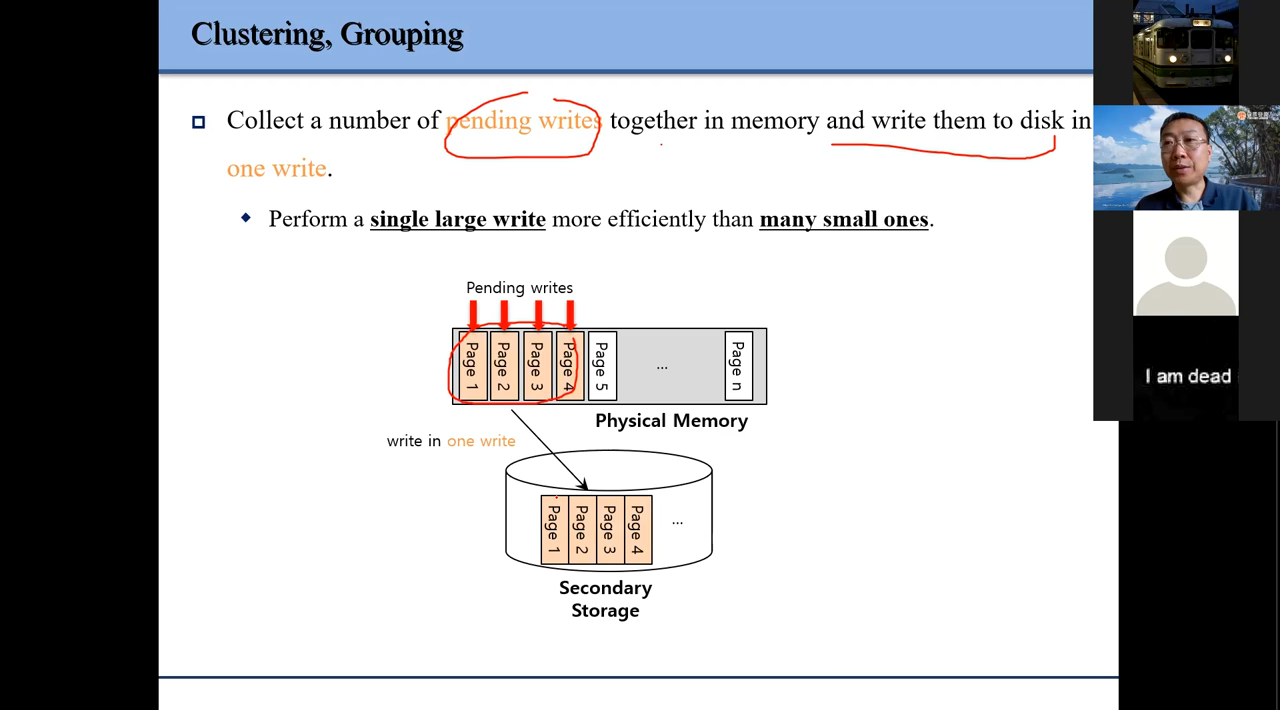 Clustering, Grouping
Collect a number of pending writes together in memory and write them to disk in
one write.
Perform a single large write more efficiently than many small ones.
Pending writes
Page 1
Page 2
Page 3
Page 4
Page 5
...
Page n
Physical Memory
write in one write
Page 1
Page 2
Page 3
Page 4
...
Secondary
Storage
I am dead